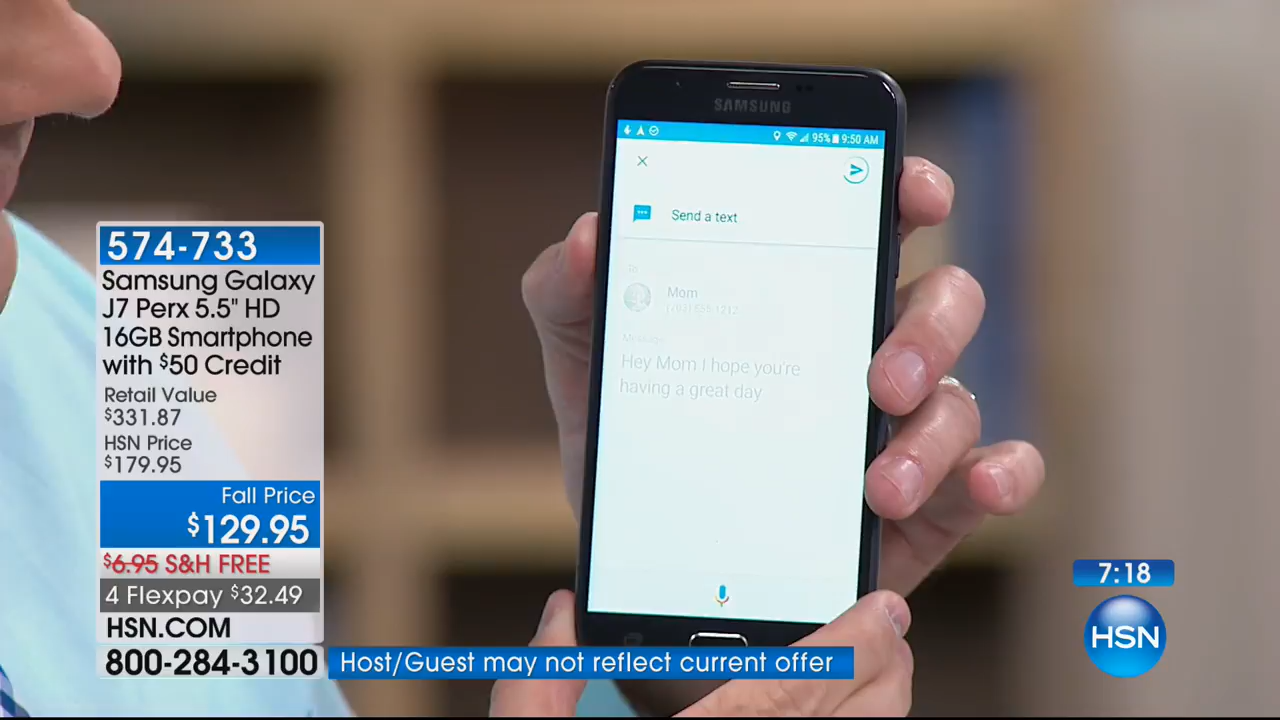 574-733
Samsung Galaxy
J7 Perx 5.5" HD
16GB Smartphone
with $50 Credit
Retail Value
$331.87
HSN Price
$179.95
Fall Price
$129.95
$6.95 S&H FREE
4 Flexpay $32.49
HSN.COM
800-284-3100
Host/Guest may not reflect current offer
SAMSUNG
95% 9:50 AM
Send a text
To
Mom
Message
Hey Mom I hope you're
having a great day
7:18
HSN